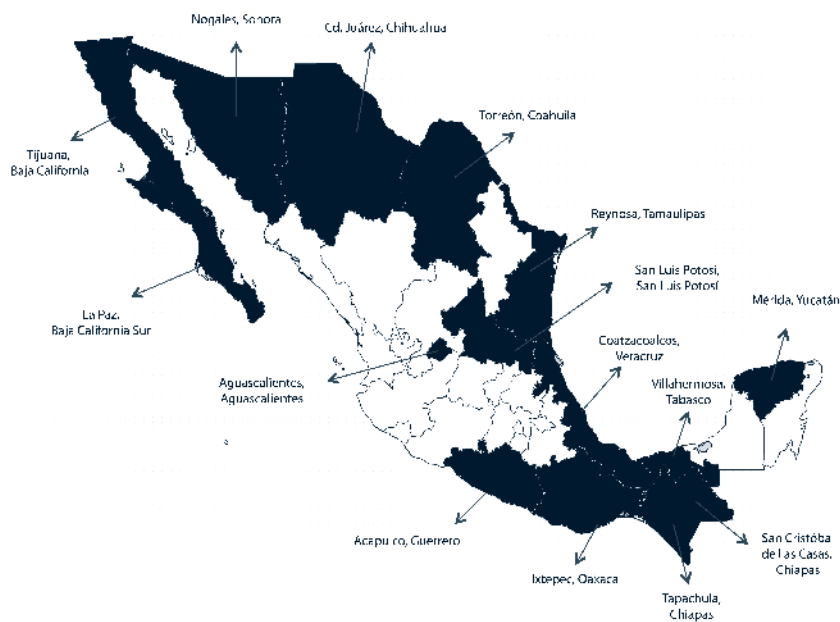 Nogales, Sonora
Cd. Juárez, Chihuahua
Torreón, Coahuila
Tijuana,
Baja California
Reynosa, Tamaulipas
San Luis Potosí,
San Luis Potosí
Mérida, Yucatán
La Paz,
Baja California Sur
Coatzacoalcos,
Veracruz
Aguascalientes,
Aguascalientes
Villahermosa,
Tabasco
Acapulco, Guerrero
San Cristóba
de las Casas,
Chiapas
Ixtepec, Oaxaca
Tapachula,
Chiapas